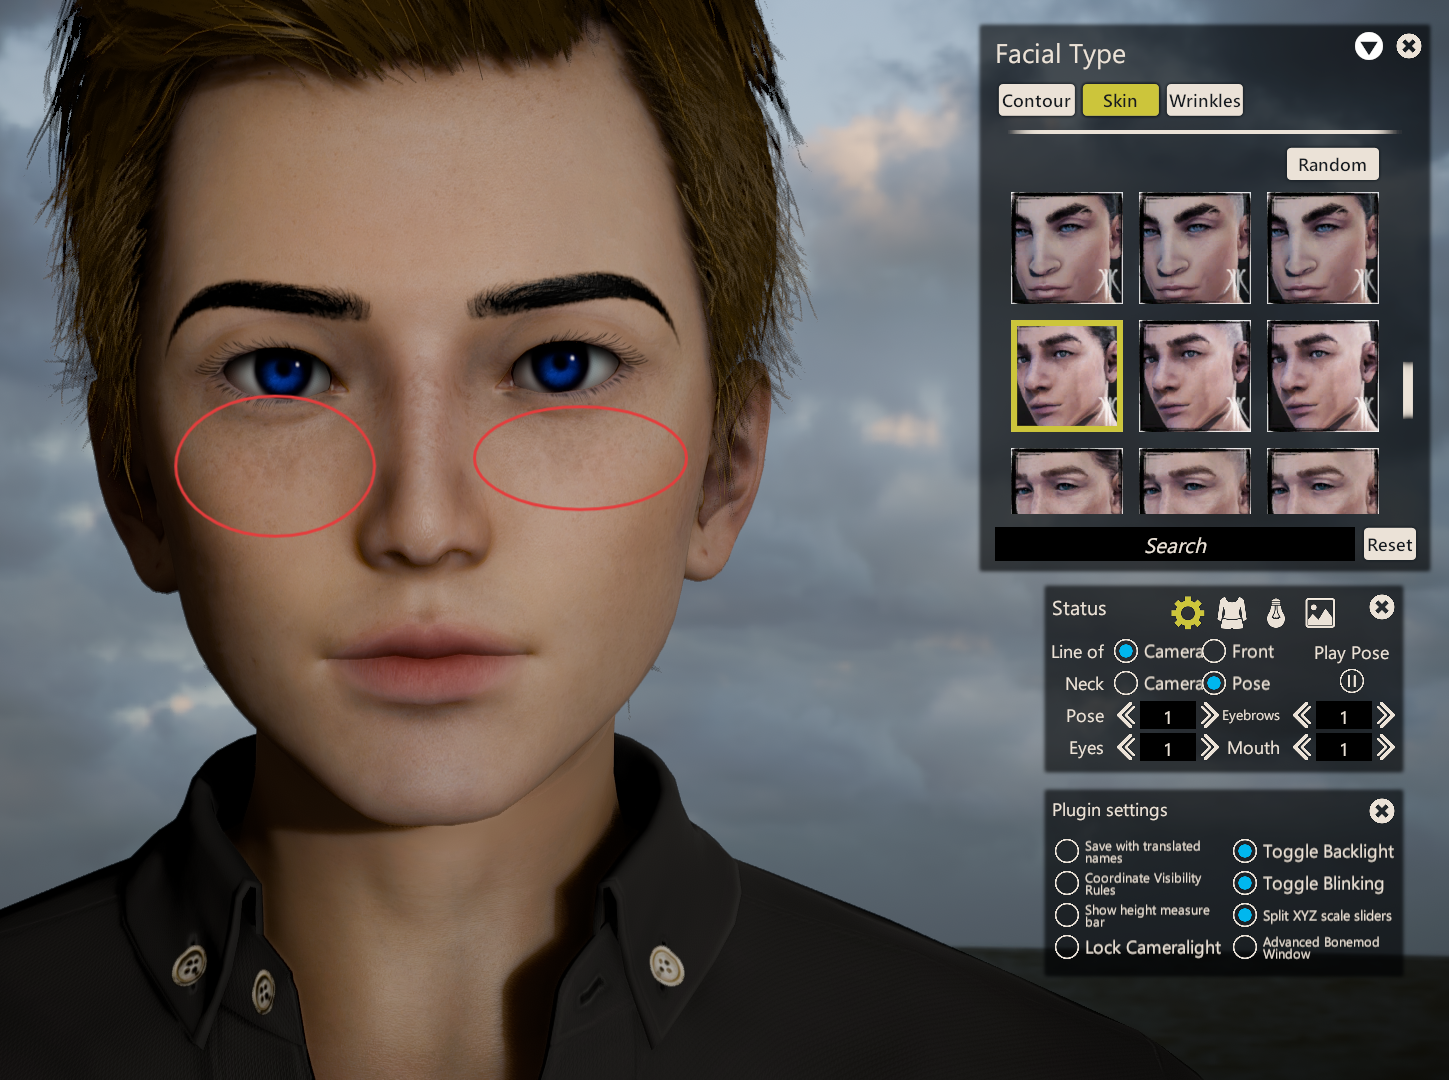 Facial Type
Contour
Skin
Wrinkles
Random
Search
Reset
Status
Line of
Camera
Front
Play Pose
Neck
Camera
Pose
Pose
1
Eyebrows
1
Eyes
1
Mouth
1
Plugin settings
Save with translated
names
Toggle Backlight
Coordinate Visibility
Rules
Toggle Blinking
Show height measure
bar
Split XYZ scale sliders
Lock Cameralight
Advanced Bonemod
Window